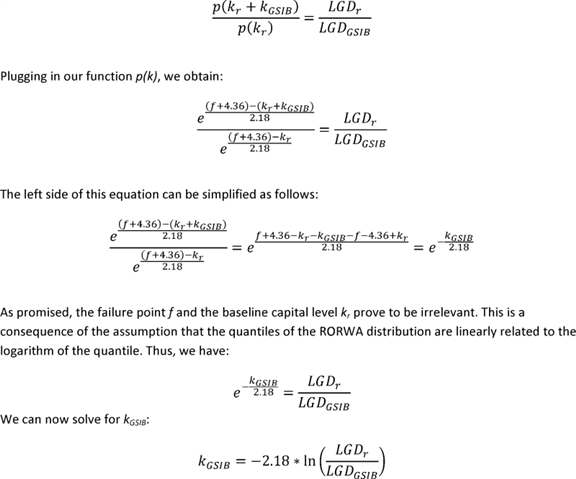 p(k_r + k_GSIB) / p(k_r) = LGD_r / LGD_GSIB
Plugging in our function p(k), we obtain:
e^(((f+4.36)−(k_r+k_GSIB))/2.18) / e^(((f+4.36)−k_r)/2.18) = LGD_r / LGD_GSIB
The left side of this equation can be simplified as follows:
e^(((f+4.36)−(k_r+k_GSIB))/2.18) / e^(((f+4.36)−k_r)/2.18) = e^((f+4.36−k_r−k_GSIB−f−4.36+k_r)/2.18) = e^(−k_GSIB/2.18)
As promised, the failure point f and the baseline capital level k_r prove to be irrelevant. This is a
consequence of the assumption that the quantiles of the RORWA distribution are linearly related to the
logarithm of the quantile. Thus, we have:
e^(−k_GSIB/2.18) = LGD_r / LGD_GSIB
We can now solve for k_GSIB:
k_GSIB = −2.18 * ln(LGD_r / LGD_GSIB)